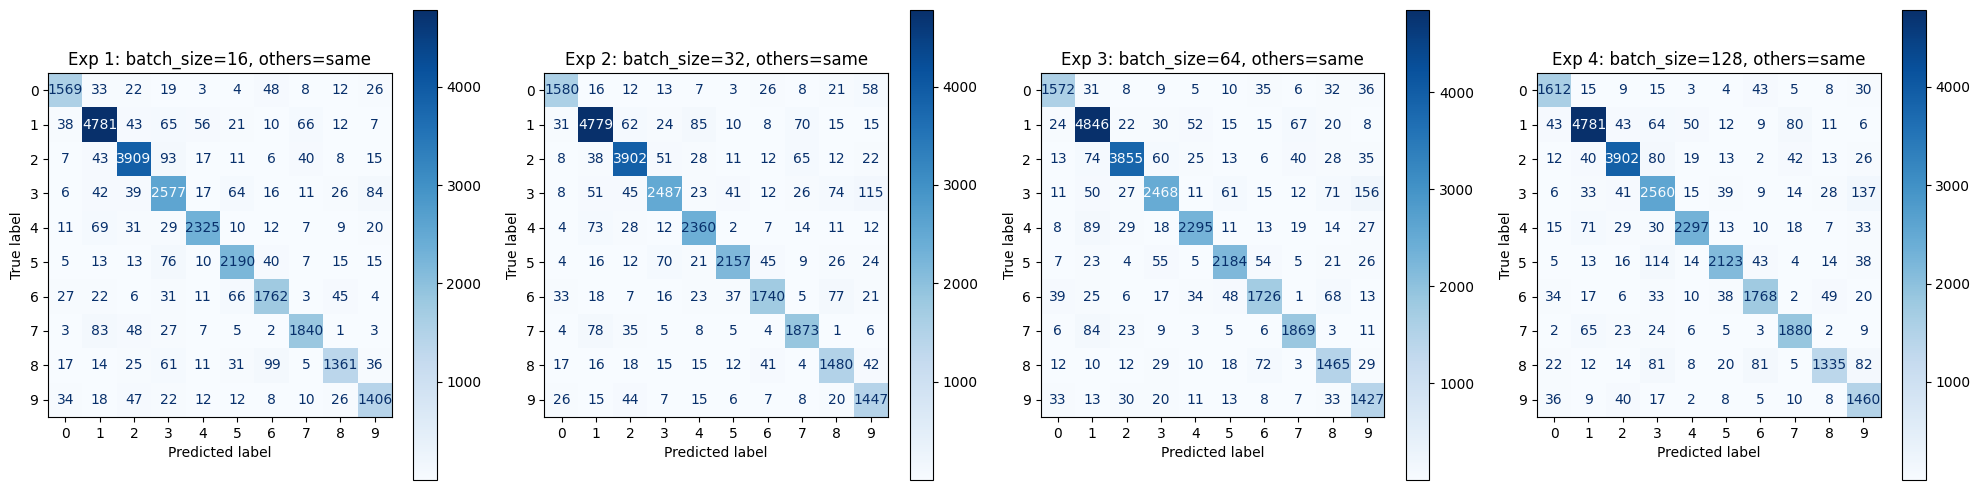 Exp 1: batch_size=16, others=same
0 1569 33 22 19 3 4 48 8 12 26
1 38 4781 43 65 56 21 10 66 12 7
2 7 43 3909 93 17 11 6 40 8 15
3 6 42 39 2577 17 64 16 11 26 84
4 11 69 31 29 2325 10 12 7 9 20
5 5 13 13 76 10 2190 40 7 15 15
6 27 22 6 31 11 66 1762 3 45 4
7 3 83 48 27 7 5 2 1840 1 3
8 17 14 25 61 11 31 99 5 1361 36
9 34 18 47 22 12 12 8 10 26 1406
0 1 2 3 4 5 6 7 8 9
Predicted label
True label
4000
3000
2000
1000
Exp 2: batch_size=32, others=same
0 1580 16 12 13 7 3 26 8 21 58
1 31 4779 62 24 85 10 8 70 15 15
2 8 38 3902 51 28 11 12 65 12 22
3 8 51 45 2487 23 41 12 26 74 115
4 4 73 28 12 2360 2 7 14 11 12
5 4 16 12 70 21 2157 45 9 26 24
6 33 18 7 16 23 37 1740 5 77 21
7 4 78 35 5 8 5 4 1873 1 6
8 17 16 18 15 15 12 41 4 1480 42
9 26 15 44 7 15 6 7 8 20 1447
0 1 2 3 4 5 6 7 8 9
Predicted label
True label
4000
3000
2000
1000
Exp 3: batch_size=64, others=same
0 1572 31 8 9 5 10 35 6 32 36
1 24 4846 22 30 52 15 15 67 20 8
2 13 74 3855 60 25 13 6 40 28 35
3 11 50 27 2468 11 61 15 12 71 156
4 8 89 29 18 2295 11 13 19 14 27
5 7 23 4 55 5 2184 54 5 21 26
6 39 25 6 17 34 48 1726 1 68 13
7 6 84 23 9 3 5 6 1869 3 11
8 12 10 12 29 10 18 72 3 1465 29
9 33 13 30 20 11 13 8 7 33 1427
0 1 2 3 4 5 6 7 8 9
Predicted label
True label
4000
3000
2000
1000
Exp 4: batch_size=128, others=same
0 1612 15 9 15 3 4 43 5 8 30
1 43 4781 43 64 50 12 9 80 11 6
2 12 40 3902 80 19 13 2 42 13 26
3 6 33 41 2560 15 39 9 14 28 137
4 15 71 29 30 2297 13 10 18 7 33
5 5 13 16 114 14 2123 43 4 14 38
6 34 17 6 33 10 38 1768 2 49 20
7 2 65 23 24 6 5 3 1880 2 9
8 22 12 14 81 8 20 81 5 1335 82
9 36 9 40 17 2 8 5 10 8 1460
0 1 2 3 4 5 6 7 8 9
Predicted label
True label
4000
3000
2000
1000